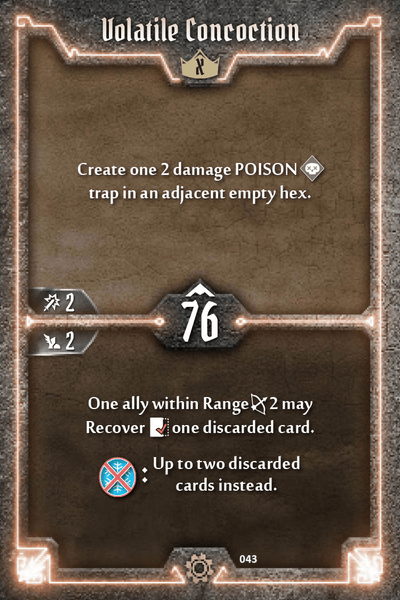 Volatile Concoction
X
Create one 2 damage POISON
trap in an adjacent empty hex.
2
76
2
One ally within Range 2 may
Recover one discarded card.
: Up to two discarded
cards instead.
043